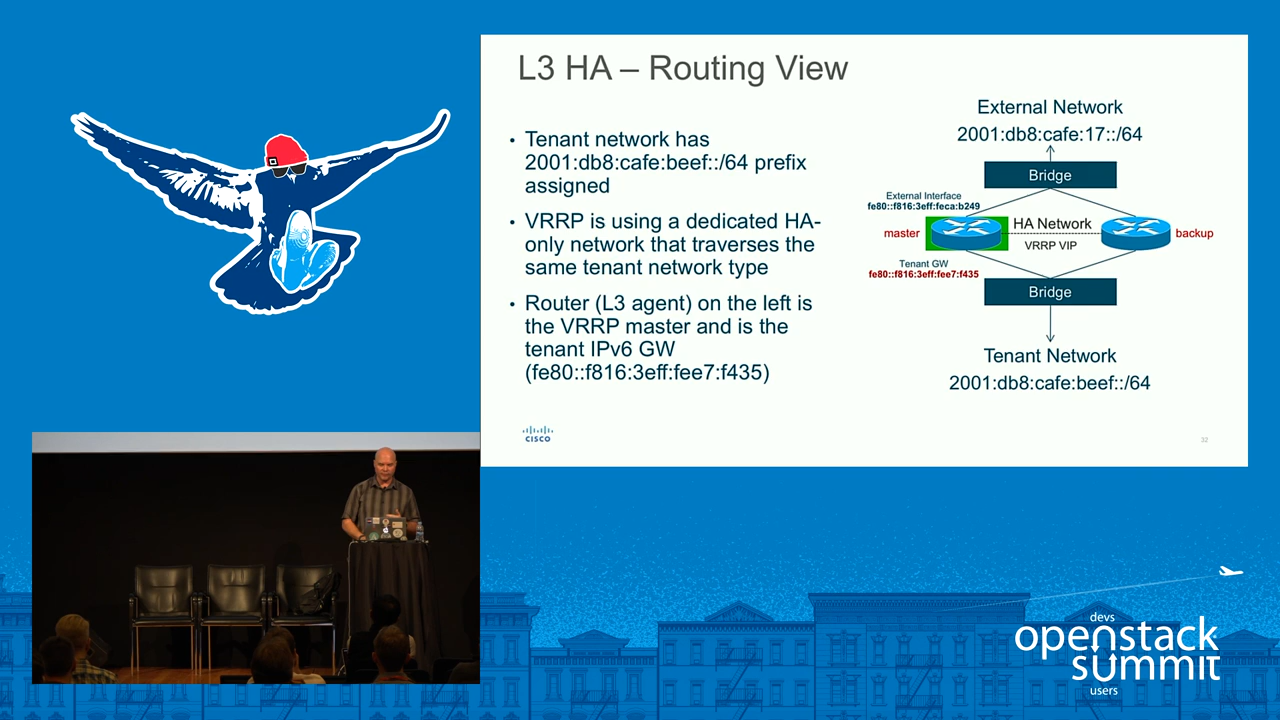 L3 HA – Routing View
• Tenant network has
2001:db8:cafe:beef::/64 prefix
assigned
• VRRP is using a dedicated HA-
only network that traverses the
same tenant network type
• Router (L3 agent) on the left is
the VRRP master and is the
tenant IPv6 GW
(fe80::f816:3eff:fee7:f435)
External Network
2001:db8:cafe:17::/64
Bridge
External Interface
fe80::f816:3eff:feca:b249
master
HA Network
VRRP VIP
backup
Tenant GW
fe80::f816:3eff:fee7:f435
Bridge
Tenant Network
2001:db8:cafe:beef::/64
CISCO
32
devs
openstack
summit
users